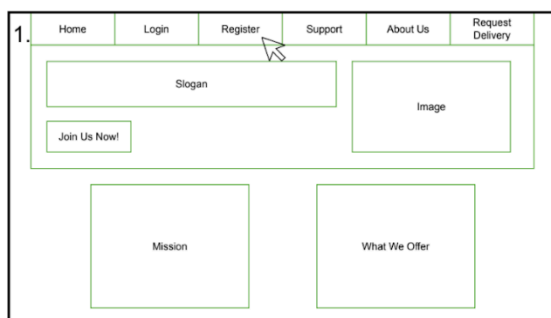 1.
Home
Login
Register
Support
About Us
Request
Delivery
Slogan
Image
Join Us Now!
Mission
What We Offer